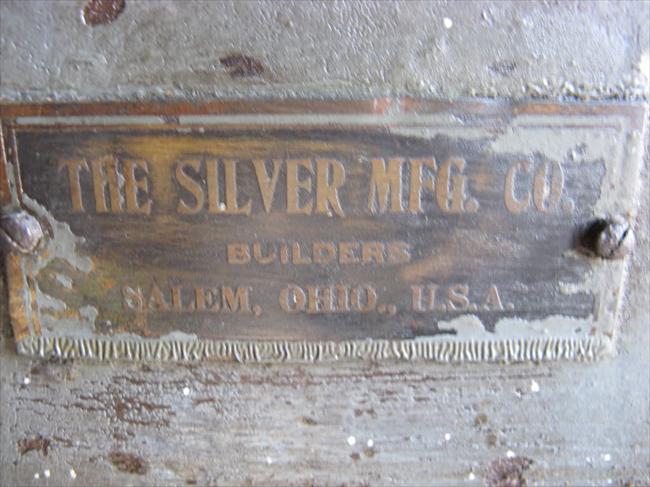 THE SILVER MFG. CO.
BUILDERS
SALEM, OHIO., U.S.A.